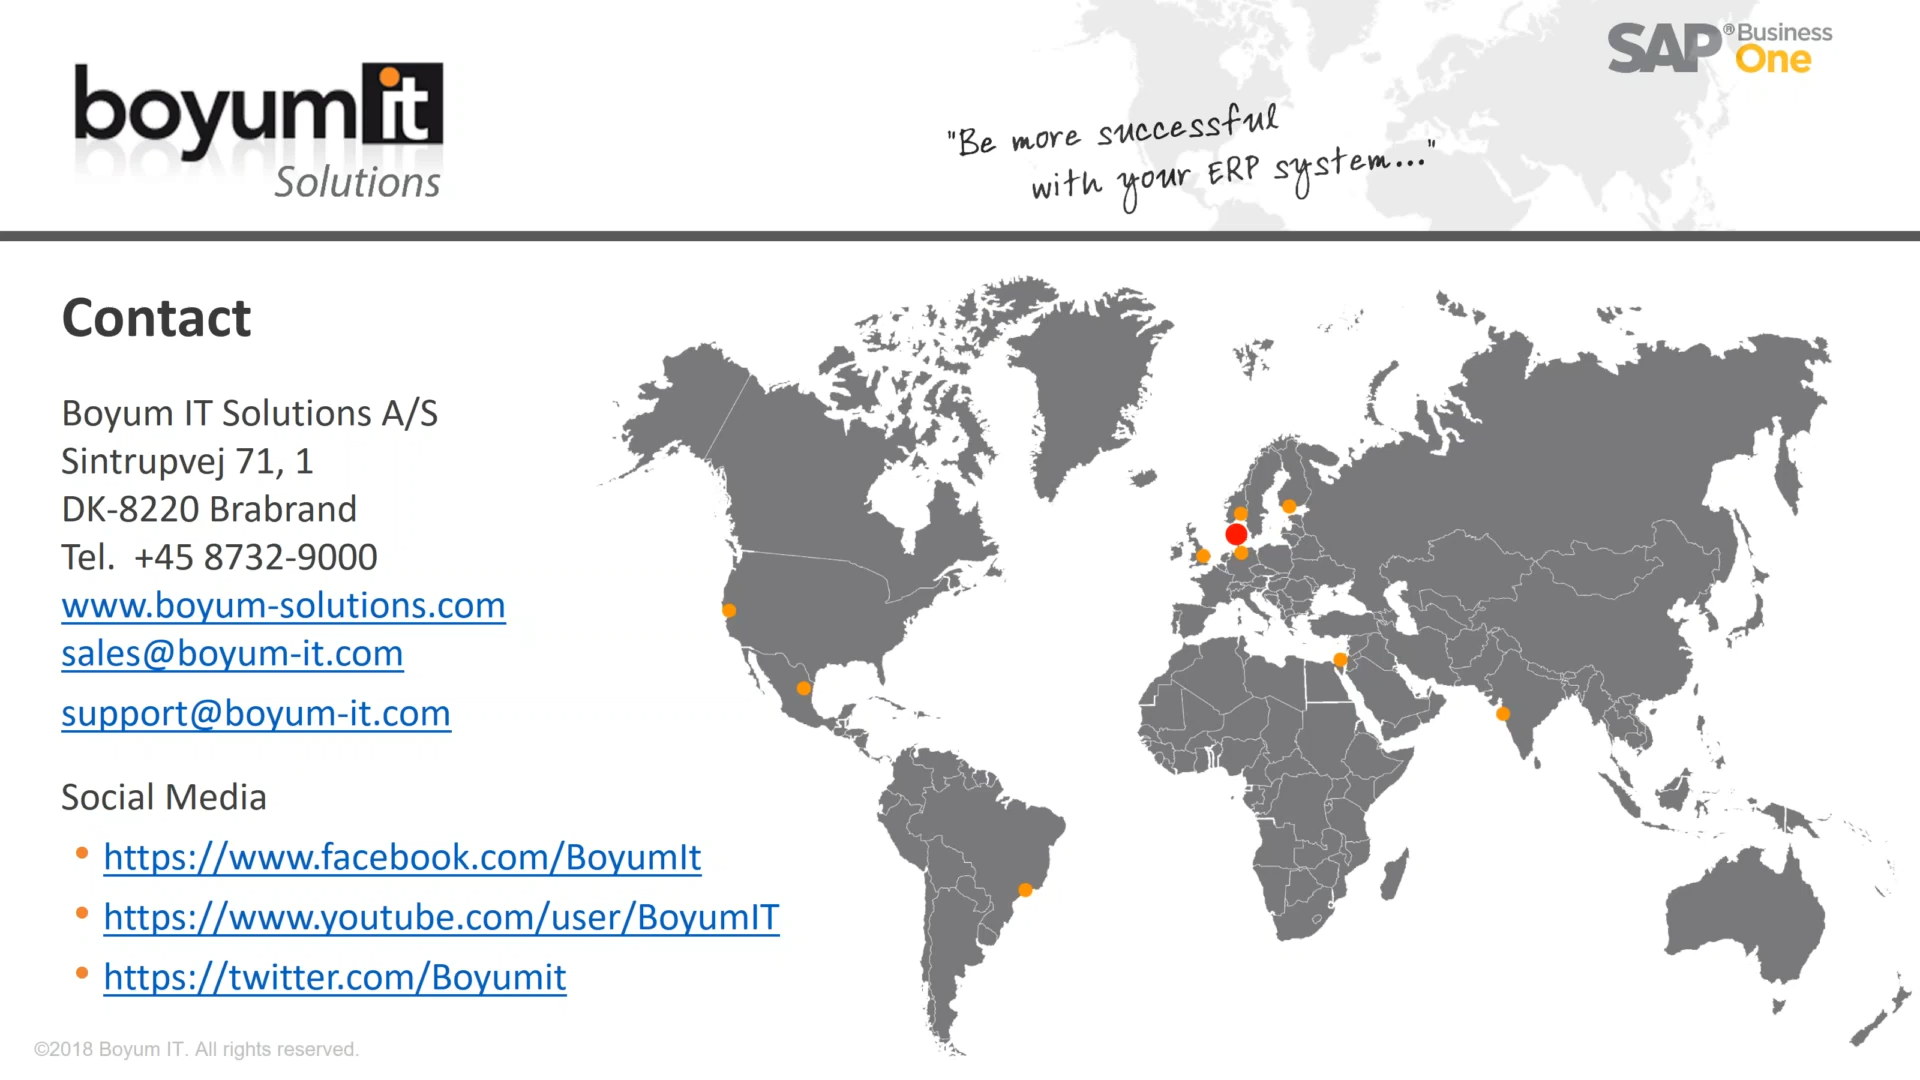 boyumit
Solutions
"Be more successful
with your ERP system..."
SAP® Business
One
Contact
Boyum IT Solutions A/S
Sintrupvej 71, 1
DK-8220 Brabrand
Tel. +45 8732-9000
www.boyum-solutions.com
sales@boyum-it.com
support@boyum-it.com
Social Media
• https://www.facebook.com/BoyumIt
• https://www.youtube.com/user/BoyumIT
• https://twitter.com/Boyumit
©2018 Boyum IT. All rights reserved.